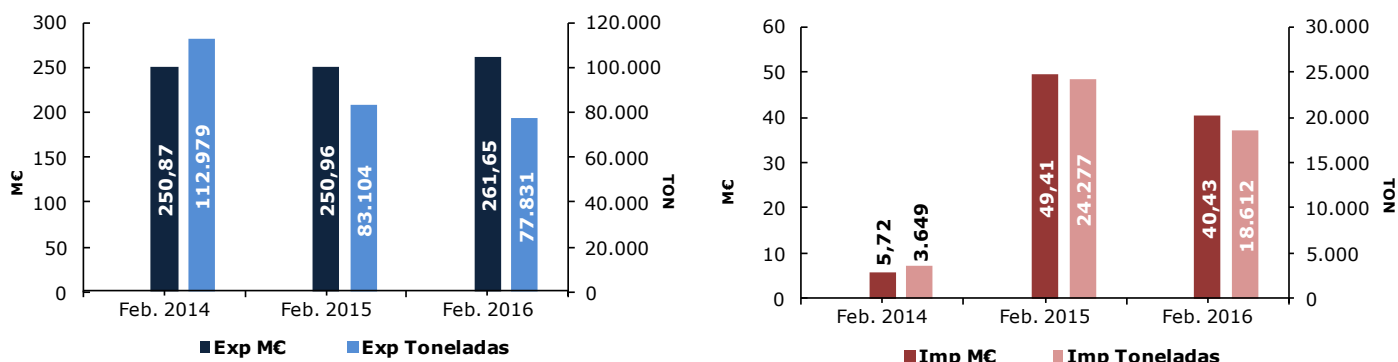 300
250
200
150
100
50
0
M€
250,87
112.979
250,96
83.104
261,65
77.831
120.000
100.000
80.000
60.000
40.000
20.000
0
TON
Feb. 2014
Feb. 2015
Feb. 2016
Exp M€
Exp Toneladas
60
50
40
30
20
10
0
M€
5,72
3.649
49,41
24.277
40,43
18.612
30.000
25.000
20.000
15.000
10.000
5.000
0
TON
Feb. 2014
Feb. 2015
Feb. 2016
Imp M€
Imp Toneladas